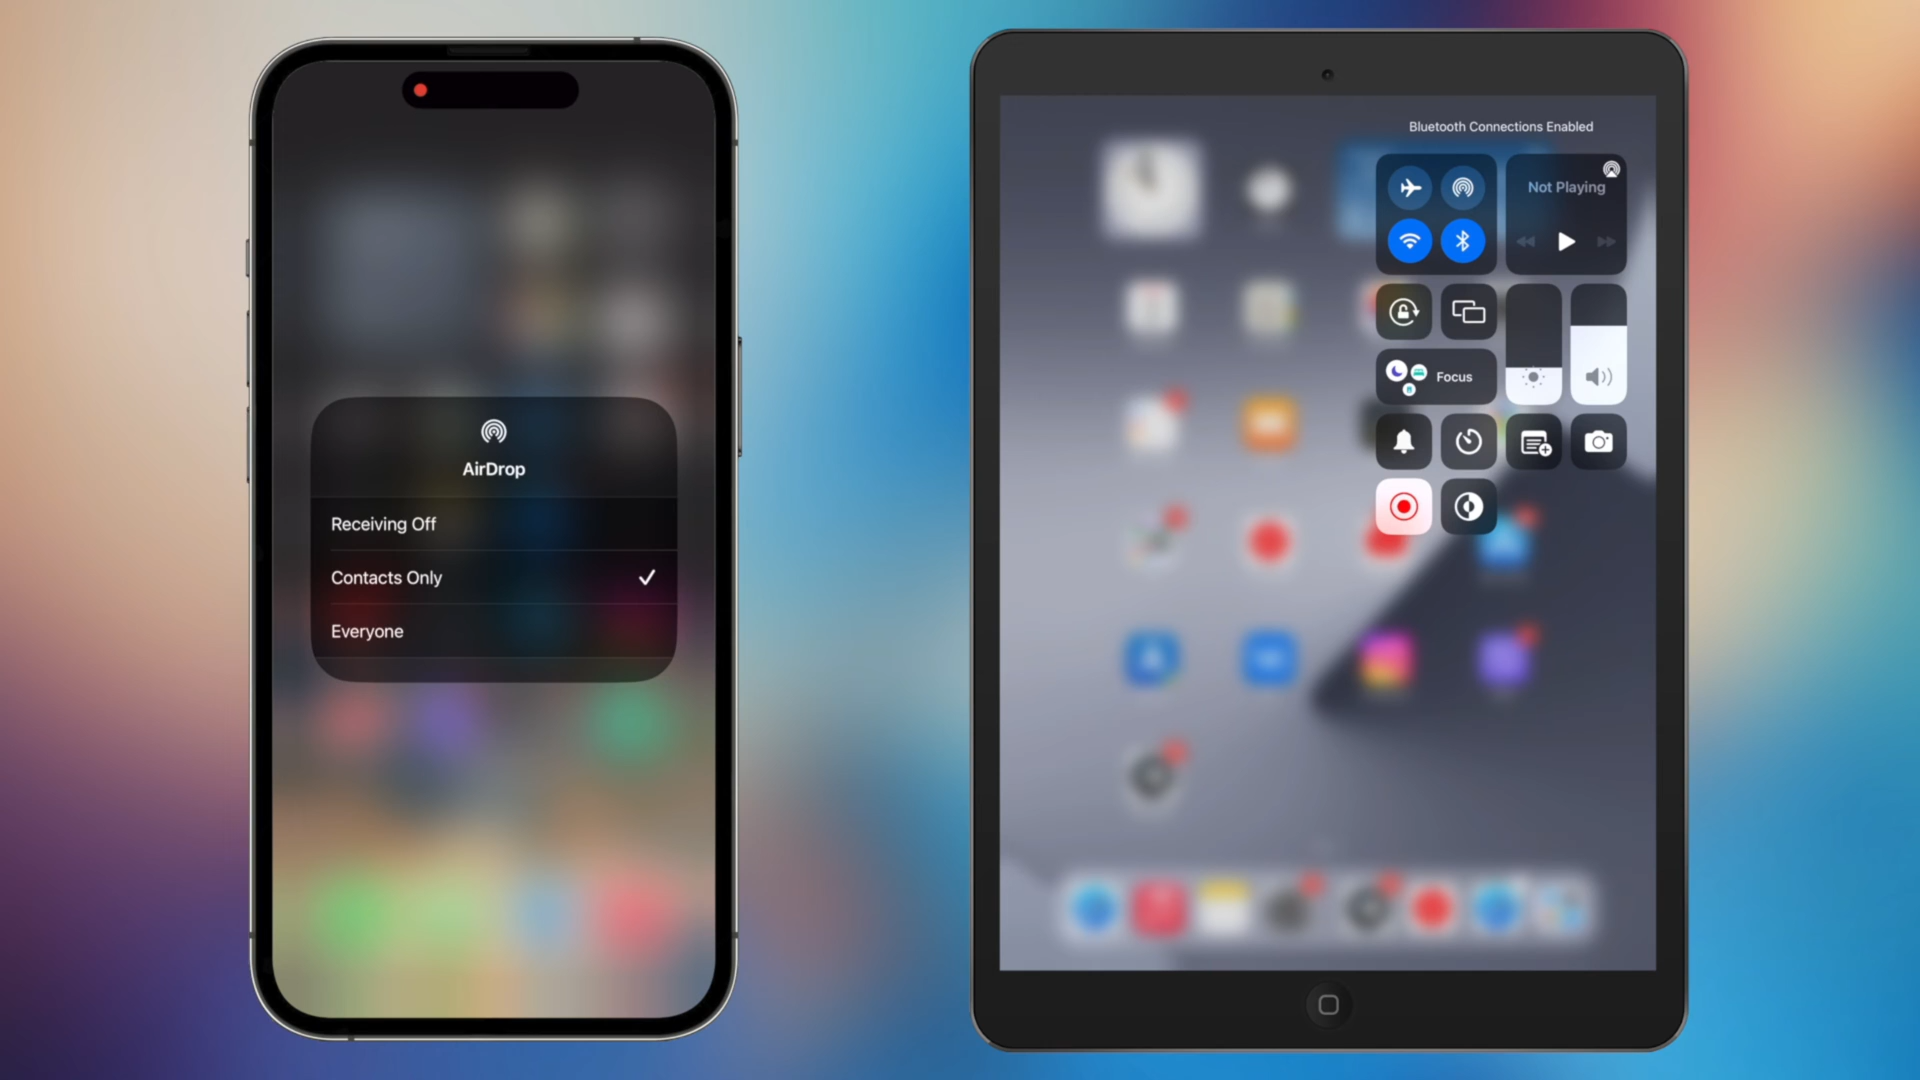 AirDrop
Receiving Off
Contacts Only
Everyone
Bluetooth Connections Enabled
Not Playing
Focus